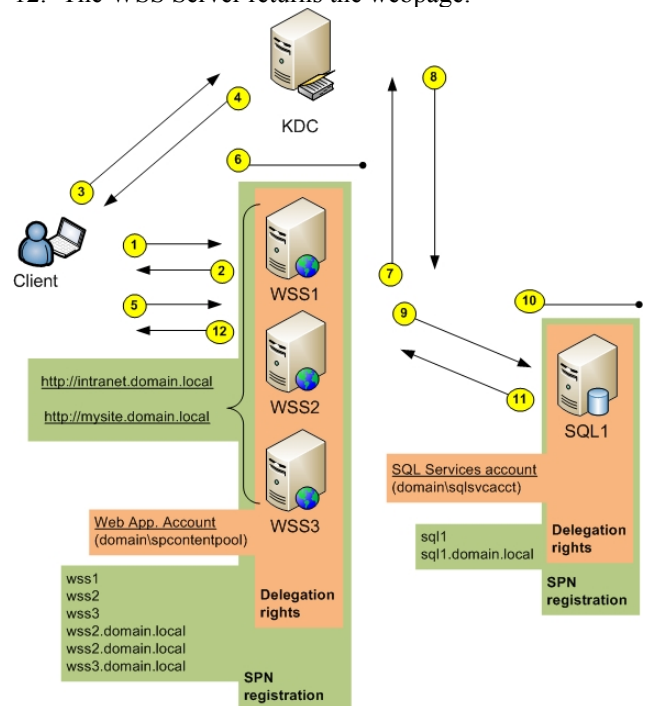 12. The WSS Server returns the webpage.
8
4
KDC
6
3
1
Client
2
WSS1
7
5
9
10
12
http://intranet.domain.local
WSS2
11
http://mysite.domain.local
SQL1
SQL Services account
(domain\sqlsvcacct)
Web App. Account
(domain\spcontentpool)
WSS3
sql1
sql1.domain.local
Delegation
rights
SPN
registration
wss1
wss2
wss3
wss2.domain.local
wss2.domain.local
wss3.domain.local
Delegation
rights
SPN
registration